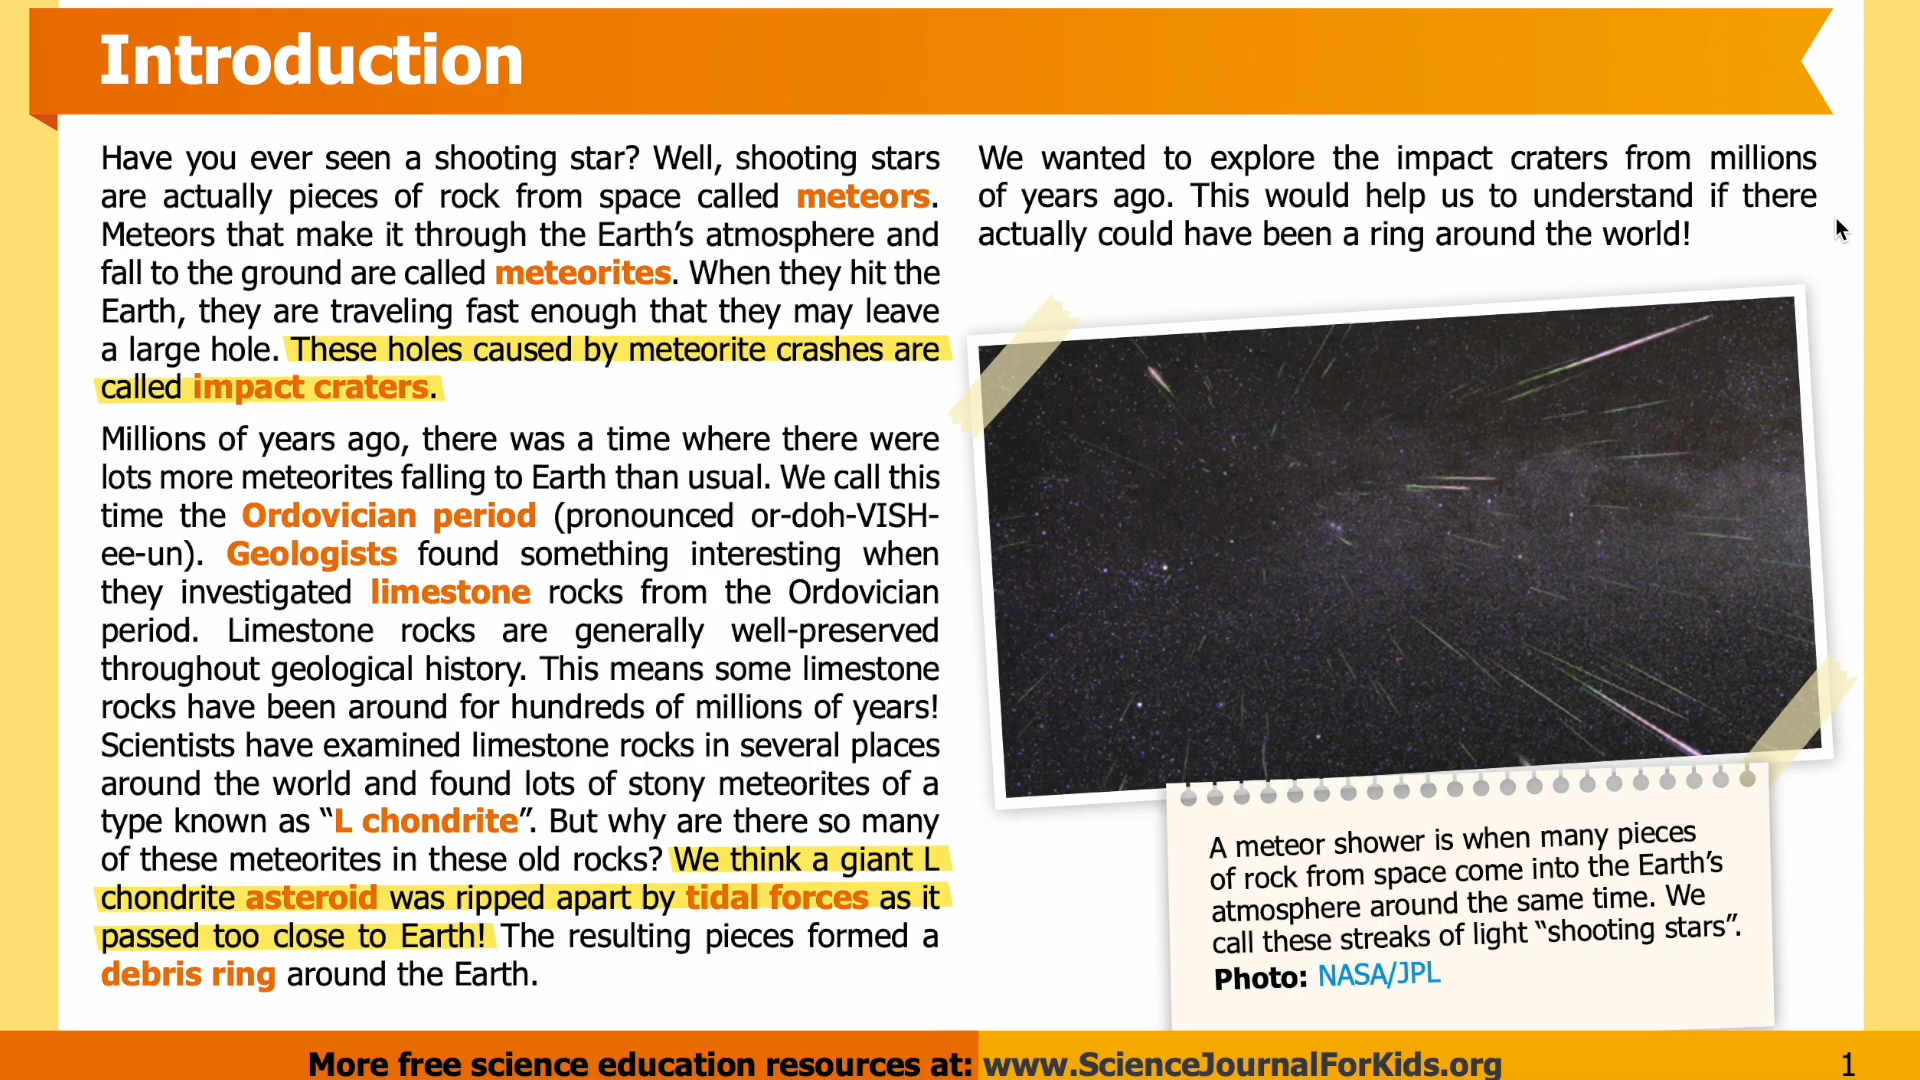 Introduction
Have you ever seen a shooting star? Well, shooting stars
are actually pieces of rock from space called meteors.
Meteors that make it through the Earth’s atmosphere and
fall to the ground are called meteorites. When they hit the
Earth, they are traveling fast enough that they may leave
a large hole. These holes caused by meteorite crashes are
called impact craters.
Millions of years ago, there was a time where there were
lots more meteorites falling to Earth than usual. We call this
time the Ordovician period (pronounced or-doh-VISH-
ee-un). Geologists found something interesting when
they investigated limestone rocks from the Ordovician
period. Limestone rocks are generally well-preserved
throughout geological history. This means some limestone
rocks have been around for hundreds of millions of years!
Scientists have examined limestone rocks in several places
around the world and found lots of stony meteorites of a
type known as “L chondrite”. But why are there so many
of these meteorites in these old rocks? We think a giant L
chondrite asteroid was ripped apart by tidal forces as it
passed too close to Earth! The resulting pieces formed a
debris ring around the Earth.
We wanted to explore the impact craters from millions
of years ago. This would help us to understand if there
actually could have been a ring around the world!
A meteor shower is when many pieces
of rock from space come into the Earth’s
atmosphere around the same time. We
call these streaks of light “shooting stars”.
Photo: NASA/JPL
More free science education resources at: www.ScienceJournalForKids.org
1